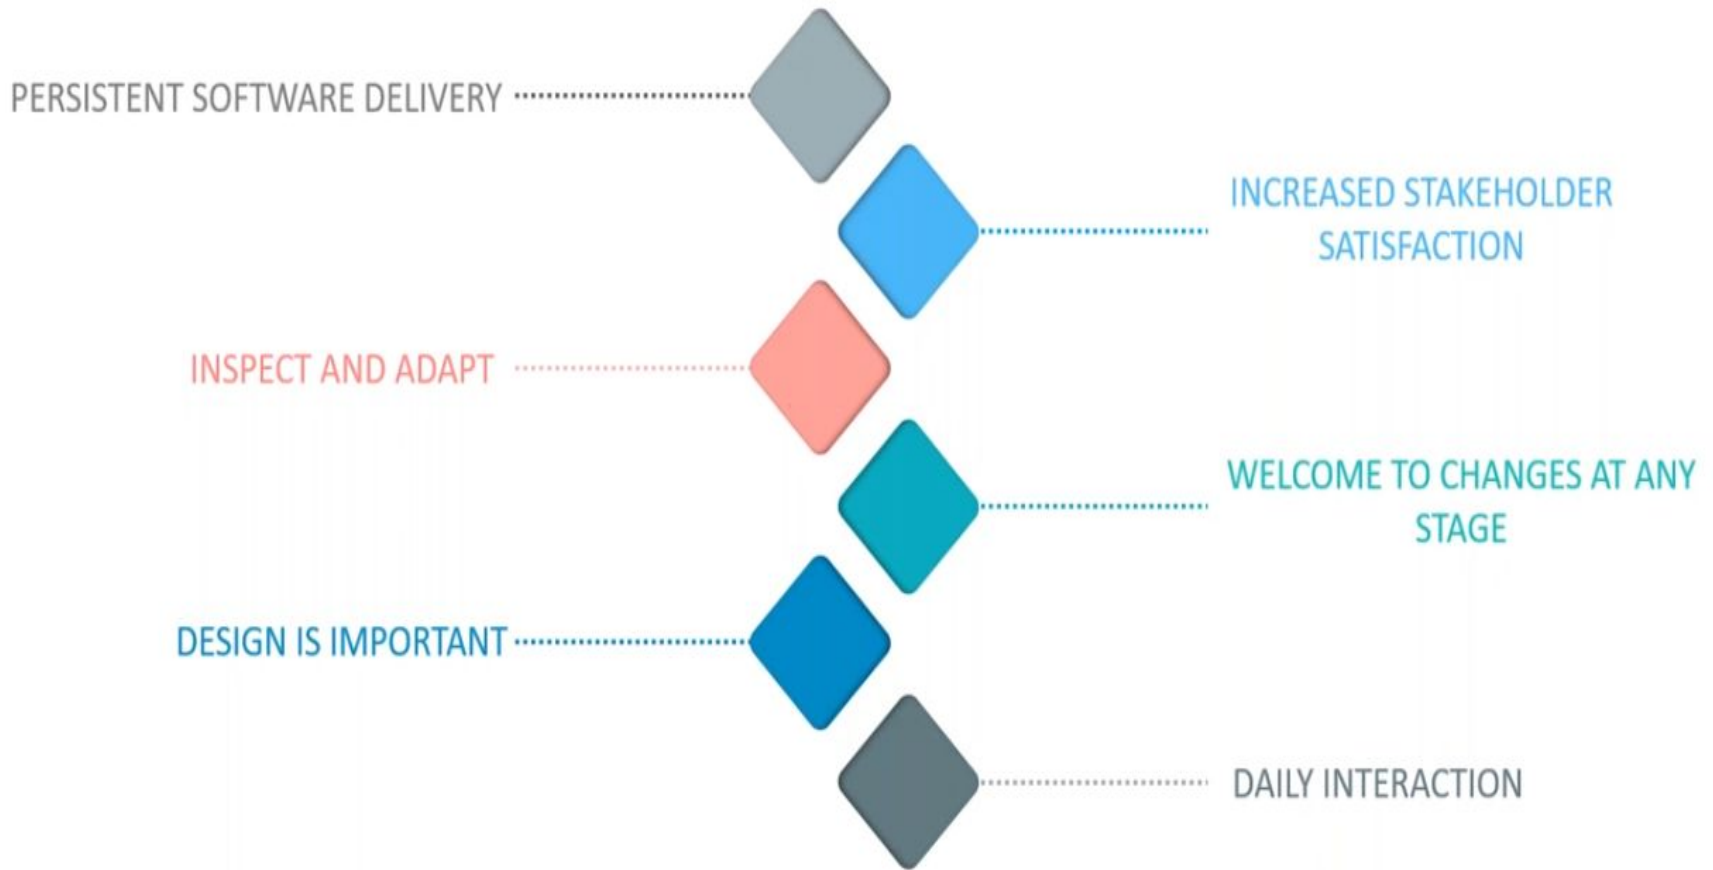 PERSISTENT SOFTWARE DELIVERY
INCREASED STAKEHOLDER
SATISFACTION
INSPECT AND ADAPT
WELCOME TO CHANGES AT ANY
STAGE
DESIGN IS IMPORTANT
DAILY INTERACTION